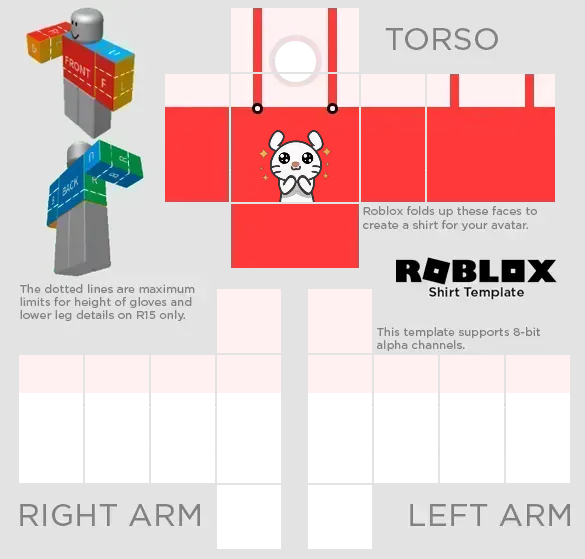 TORSO
FRONT
F
L
U
BACK
R
Roblox folds up these faces to
create a shirt for your avatar.
ROBLOX
Shirt Template
The dotted lines are maximum
limits for height of gloves and
lower leg details on R15 only.
This template supports 8-bit
alpha channels.
RIGHT ARM
LEFT ARM